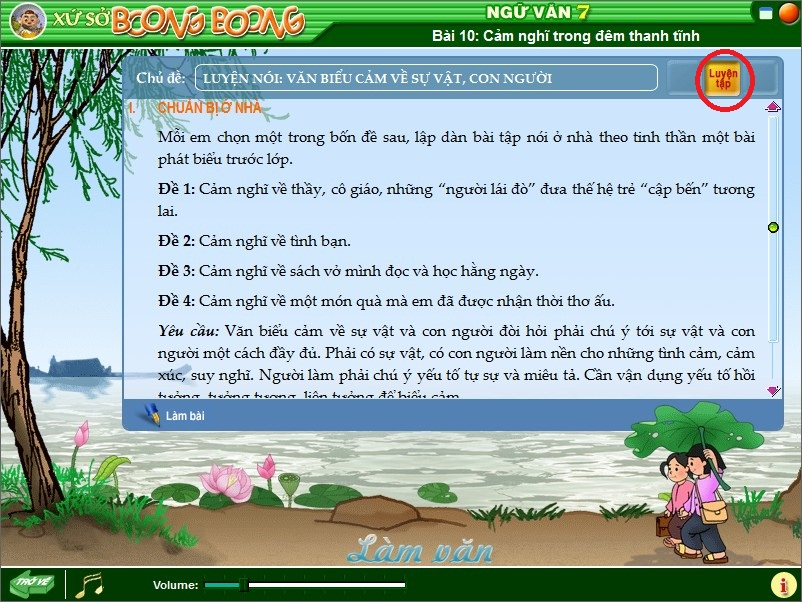 XỨ SỞ BOONG BOONG
NGỮ VĂN 7
Bài 10: Cảm nghĩ trong đêm thanh tĩnh
Chủ đề: LUYỆN NÓI: VĂN BIỂU CẢM VỀ SỰ VẬT, CON NGƯỜI
Luyện
tập
I. CHUẨN BỊ Ở NHÀ
Mỗi em chọn một trong bốn đề sau, lập dàn bài tập nói ở nhà theo tinh thần một bài
phát biểu trước lớp.
Đề 1: Cảm nghĩ về thầy, cô giáo, những “người lái đò” đưa thế hệ trẻ “cập bến” tương
lai.
Đề 2: Cảm nghĩ về tình bạn.
Đề 3: Cảm nghĩ về sách vở mình đọc và học hằng ngày.
Đề 4: Cảm nghĩ về một món quà mà em đã được nhận thời thơ ấu.
Yêu cầu: Văn biểu cảm về sự vật và con người đòi hỏi phải chú ý tới sự vật và con
người một cách đầy đủ. Phải có sự vật, có con người làm nền cho những tình cảm, cảm
xúc, suy nghĩ. Người làm phải chú ý yếu tố tự sự và miêu tả. Cần vận dụng yếu tố hồi
tưởng, tưởng tượng, liên tưởng để biểu cảm.
Làm bài
Làm văn
TRỞ VỀ
Volume: